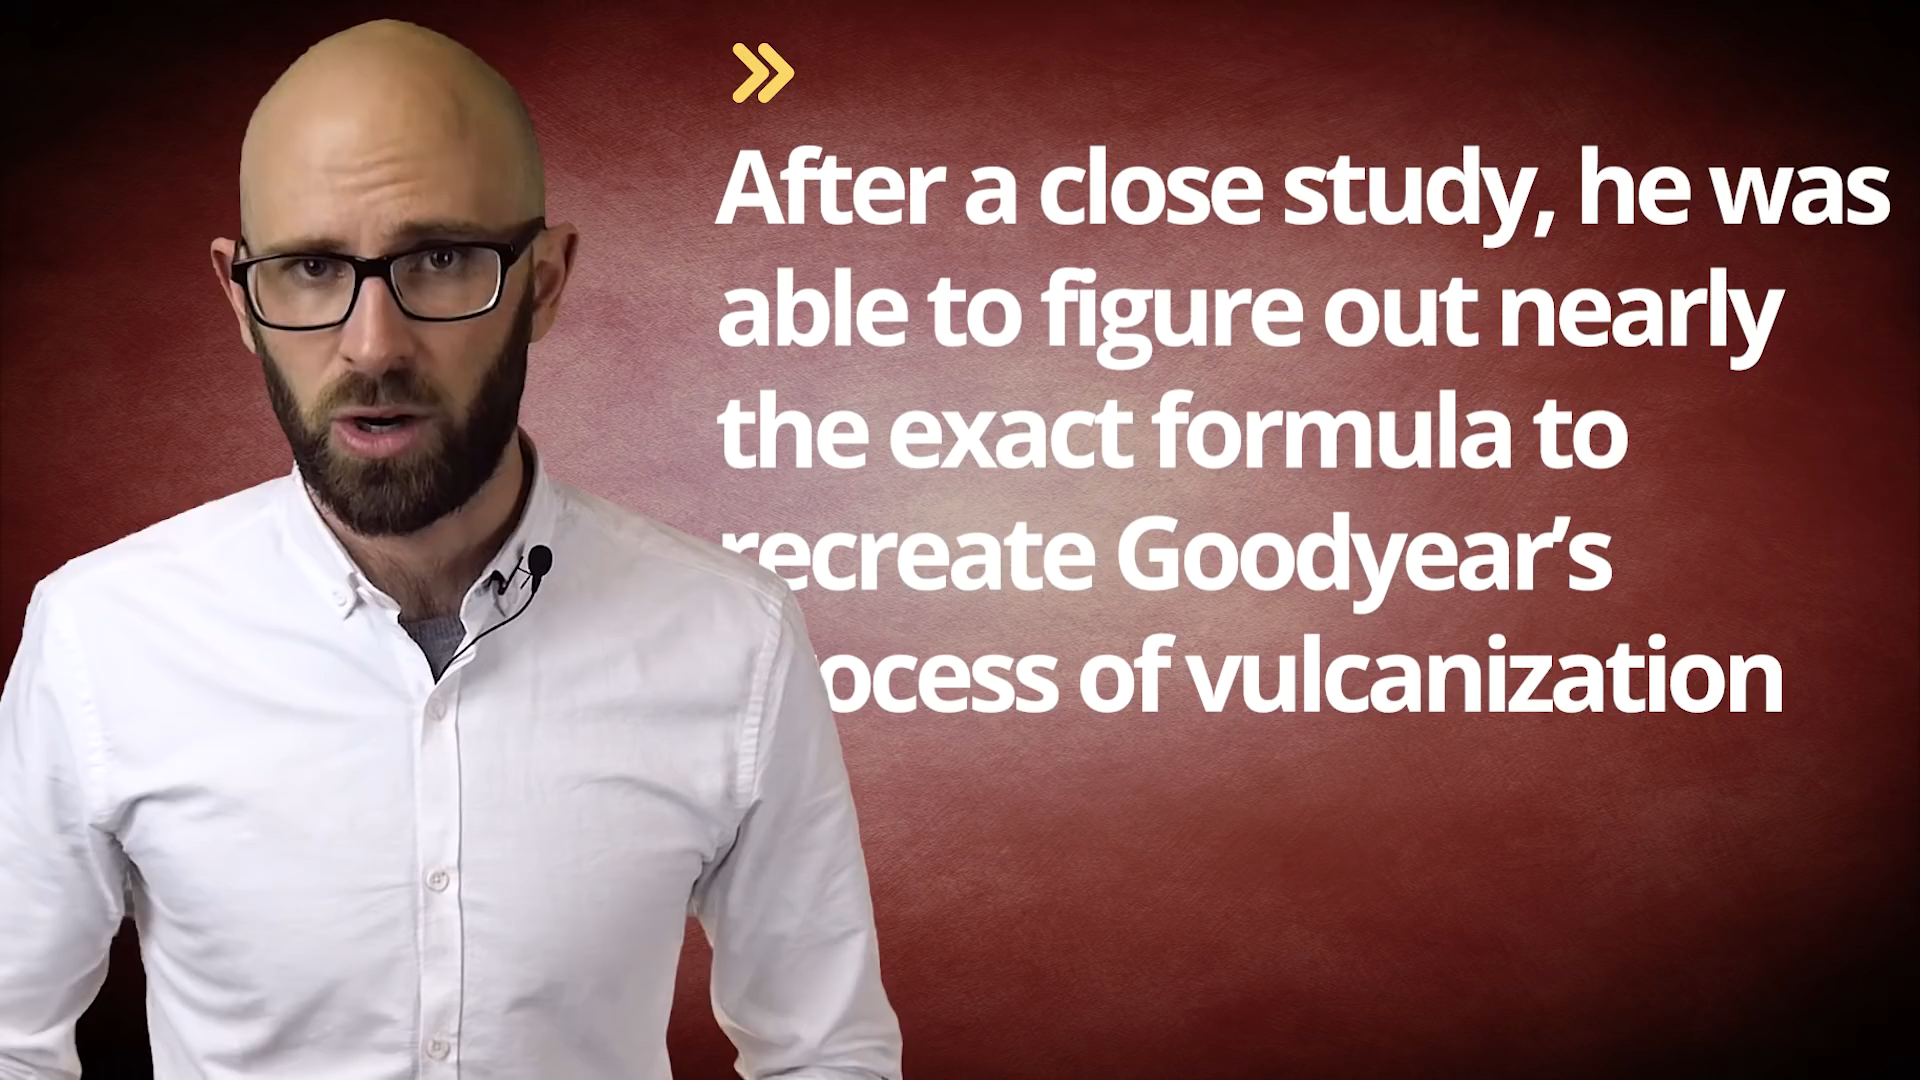 After a close study, he was
able to figure out nearly
the exact formula to
recreate Goodyear’s
of vulcanization